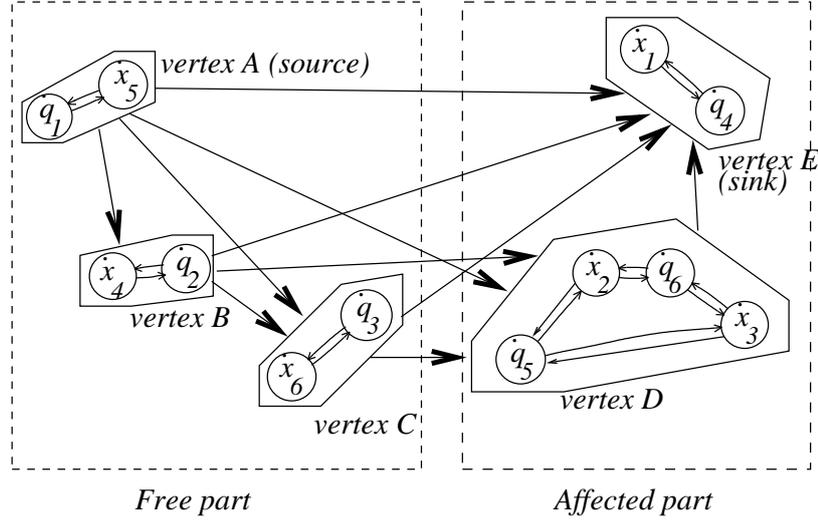 vertex A (source)
ẋ5
q̇1
ẋ1
q̇4
vertex E
(sink)
ẋ4
q̇2
vertex B
q̇3
ẋ6
vertex C
ẋ2
q̇6
ẋ3
q̇5
vertex D
Free part
Affected part